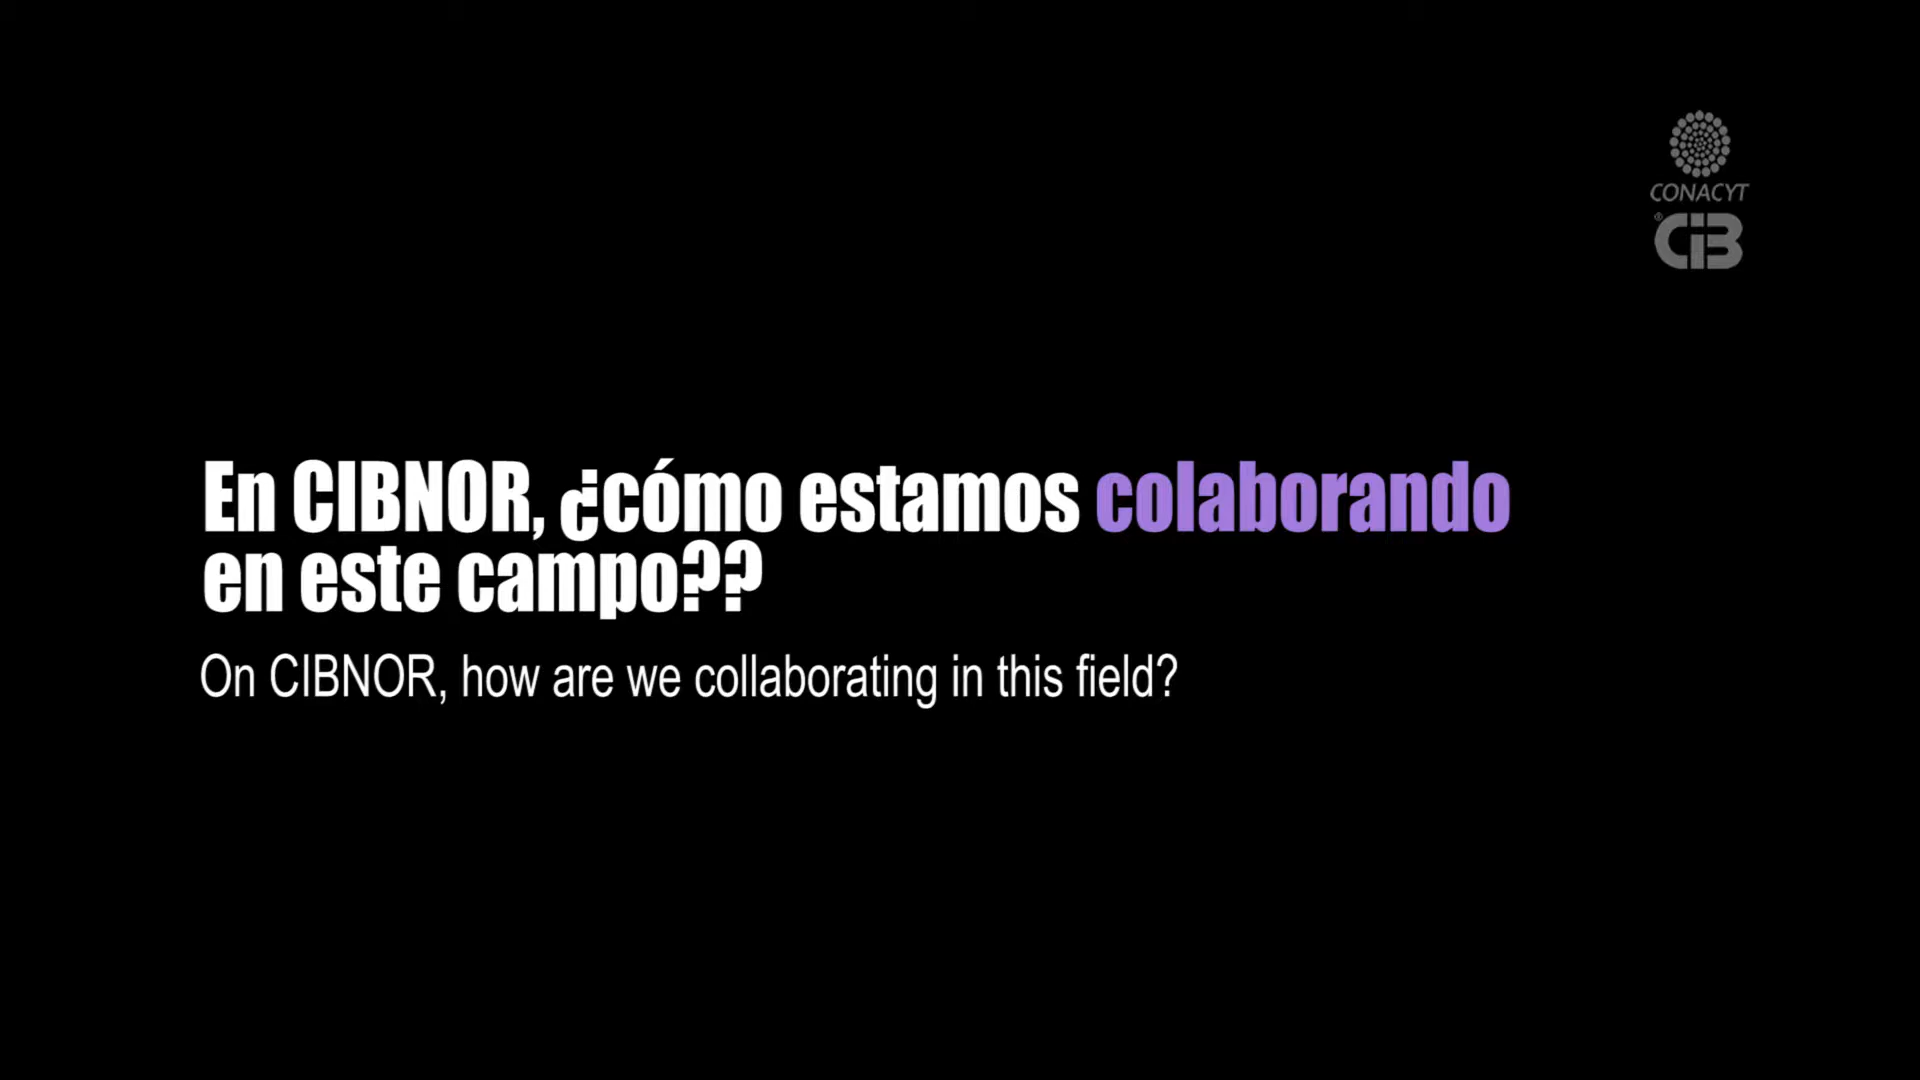 CONACYT
® CiB
En CIBNOR, ¿cómo estamos colaborando
en este campo??
On CIBNOR, how are we collaborating in this field?